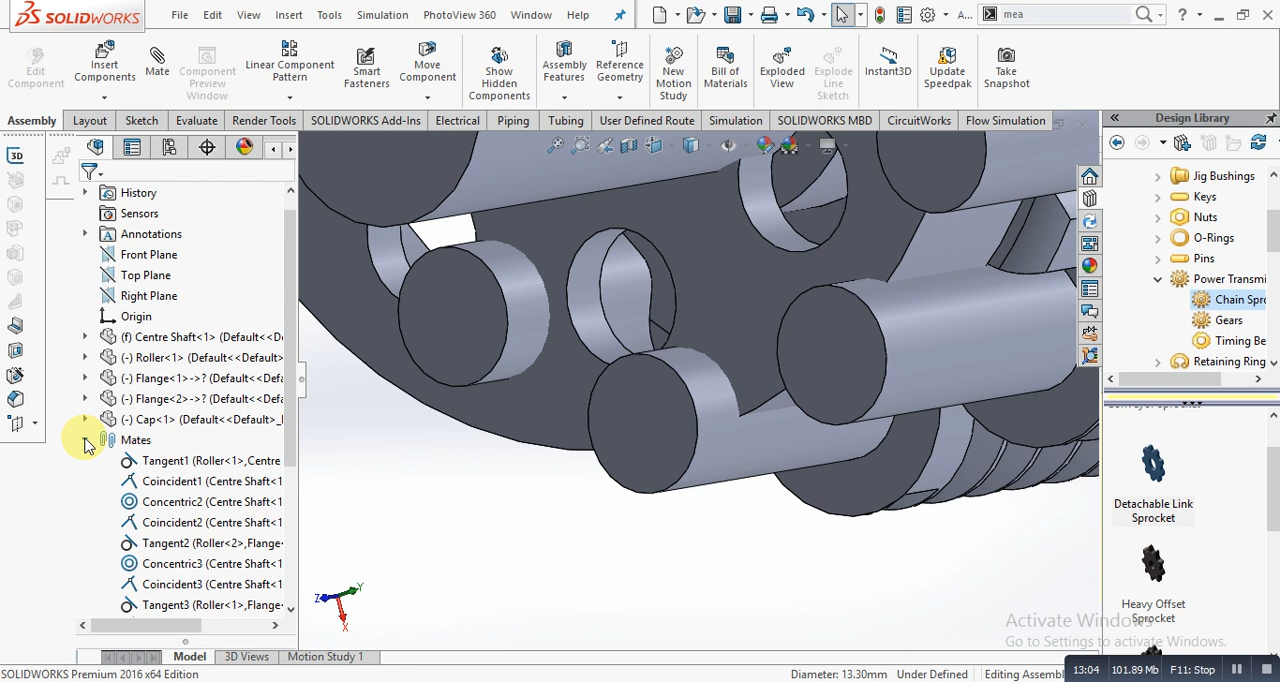 SOLIDWORKS File Edit View Insert Tools Simulation PhotoView 360 Window Help A... mea ?
Edit Component
Insert Components
Mate
Component Preview Window
Linear Component Pattern
Smart Fasteners
Move Component
Show Hidden Components
Assembly Features
Reference Geometry
New Motion Study
Bill of Materials
Exploded View
Explode Line Sketch
Instant3D
Update Speedpak
Take Snapshot
Assembly Layout Sketch Evaluate Render Tools SOLIDWORKS Add-Ins Electrical Piping Tubing User Defined Route Simulation SOLIDWORKS MBD CircuitWorks Flow Simulation
Design Library
3D
History
Sensors
Annotations
Front Plane
Top Plane
Right Plane
Origin
(f) Centre Shaft<1> (Default<<D
(-) Roller<1> (Default<<Default>
(-) Flange<1>->? (Default<<Defa
(-) Flange<2>->? (Default<<Defa
(-) Cap<1> (Default<<Default>_
Mates
Tangent1 (Roller<1>,Centre
Coincident1 (Centre Shaft<1
Concentric2 (Centre Shaft<1
Coincident2 (Centre Shaft<1
Tangent2 (Roller<2>,Flange
Concentric3 (Centre Shaft<1
Coincident3 (Centre Shaft<1
Tangent3 (Roller<1>,Flange
Jig Bushings
Keys
Nuts
O-Rings
Pins
Power Transmi
Chain Spro
Gears
Timing Be
Retaining Ring
Detachable Link
Sprocket
Heavy Offset
Sprocket
Z Y
X
Activate Windows
Go to Settings to activate Windows.
Model 3D Views Motion Study 1
SOLIDWORKS Premium 2016 x64 Edition Diameter: 13.30mm Under Defined Editing Assembl
13:04 101.89 Mb F11: Stop